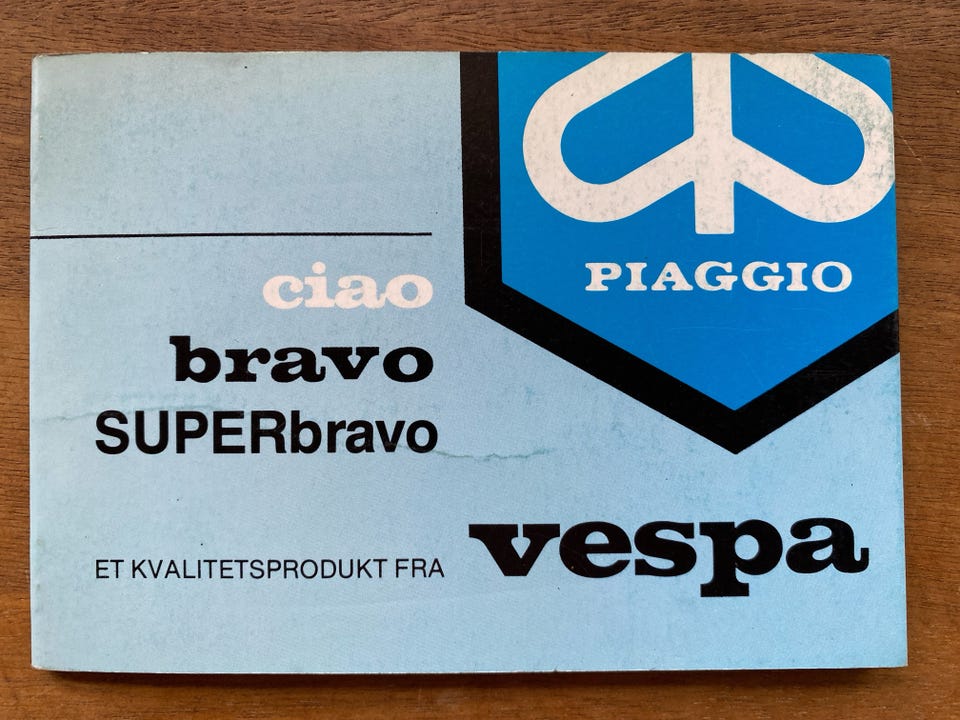 PIAGGIO
ciao
bravo
SUPERbravo
ET KVALITETSPRODUKT FRA vespa